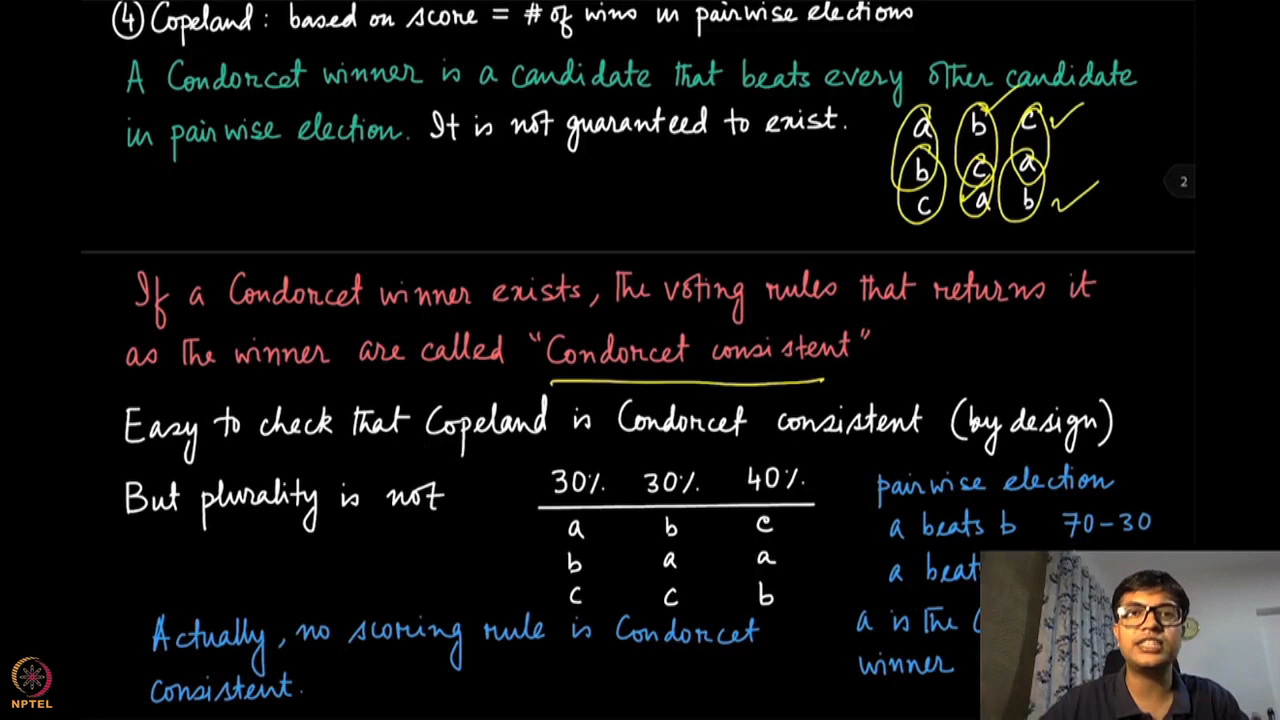 ④ Copeland: based on score = # of wins in pairwise elections
A Condorcet winner is a candidate that beats every other candidate
in pairwise election. It is not guaranteed to exist.
a b c
b c a
c a b
2
If a Condorcet winner exists, the voting rules that returns it
as the winner are called "Condorcet consistent"
Easy to check that Copeland is Condorcet consistent (by design)
But plurality is not
30% 30% 40%
a b c
b a a
c c b
pairwise election
a beats b 70-30
a beat
a is the
winner
Actually, no scoring rule is Condorcet
consistent.
NPTEL